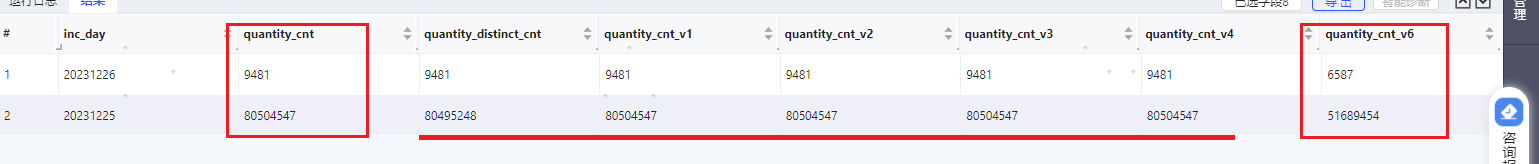 运行日志 结果 已选字段8 导出 智能诊断
管理
# inc_day quantity_cnt quantity_distinct_cnt quantity_cnt_v1 quantity_cnt_v2 quantity_cnt_v3 quantity_cnt_v4 quantity_cnt_v6
1 20231226 9481 9481 9481 9481 9481 9481 6587
2 20231225 80504547 80495248 80504547 80504547 80504547 80504547 51689454
咨询